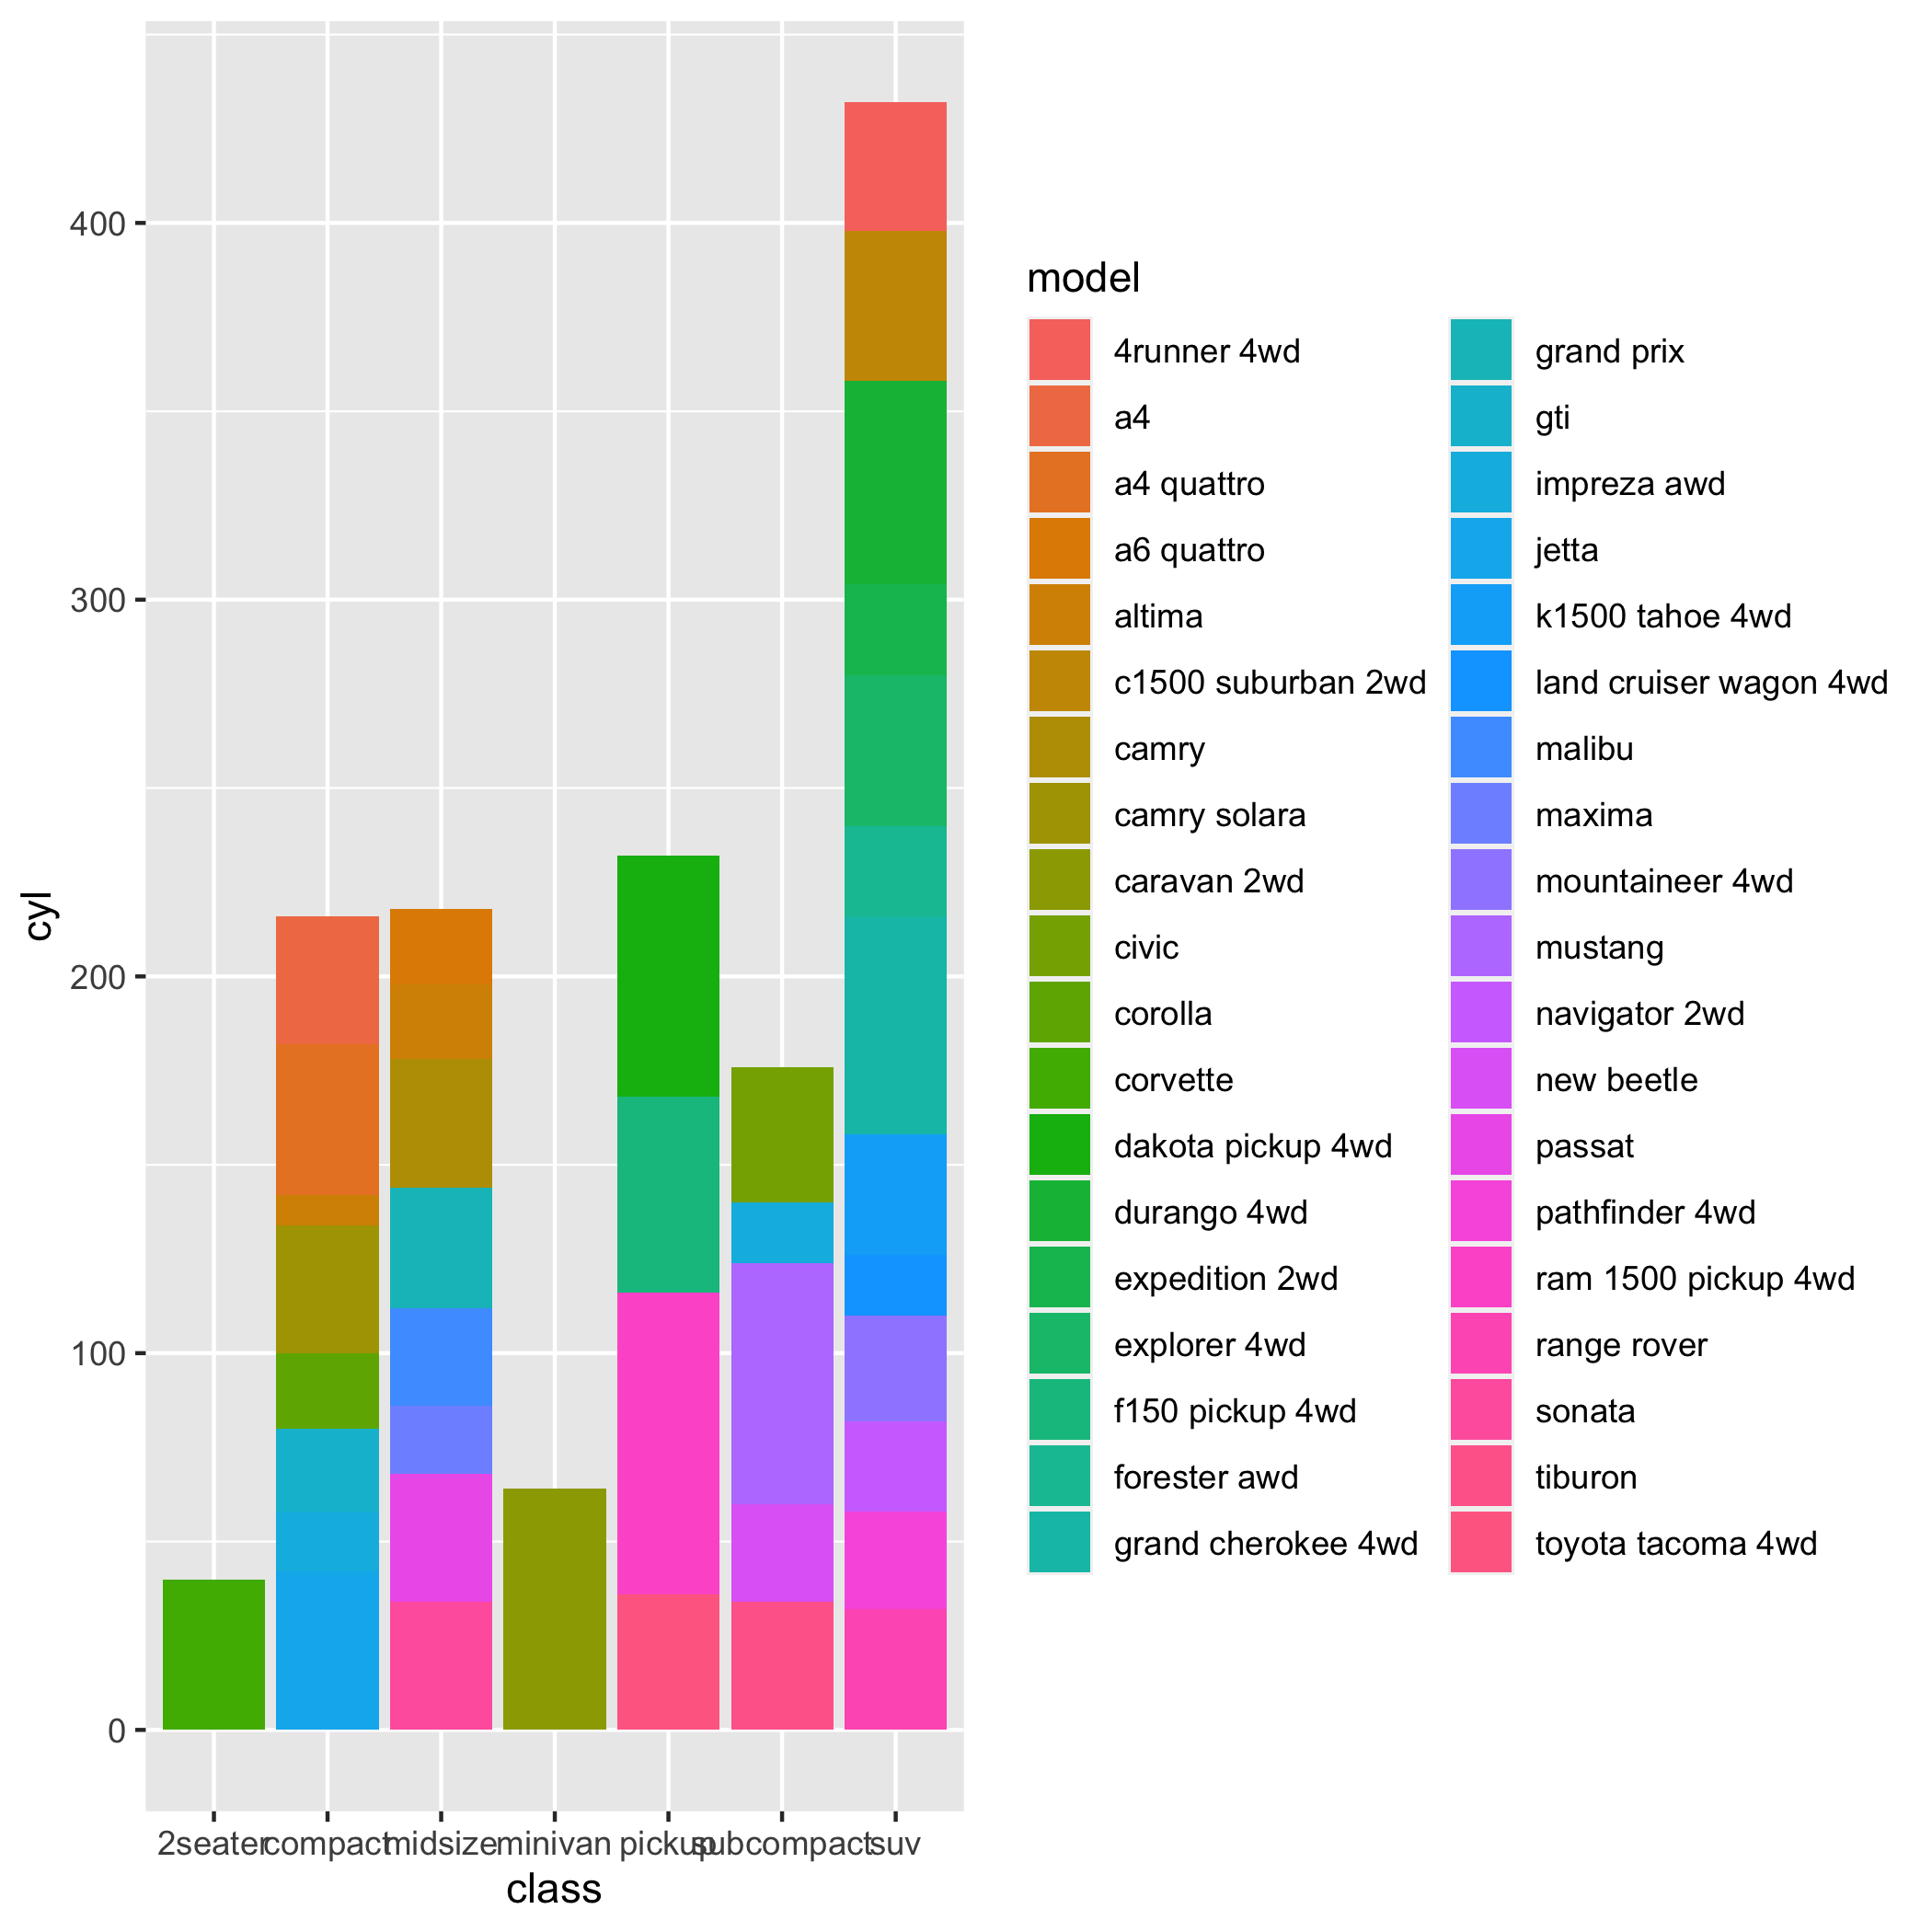 400
300
200
100
0
cyl
2seater
compact
midsize
minivan
pickup
subcompact
suv
class
model
4runner 4wd
a4
a4 quattro
a6 quattro
altima
c1500 suburban 2wd
camry
camry solara
caravan 2wd
civic
corolla
corvette
dakota pickup 4wd
durango 4wd
expedition 2wd
explorer 4wd
f150 pickup 4wd
forester awd
grand cherokee 4wd
grand prix
gti
impreza awd
jetta
k1500 tahoe 4wd
land cruiser wagon 4wd
malibu
maxima
mountaineer 4wd
mustang
navigator 2wd
new beetle
passat
pathfinder 4wd
ram 1500 pickup 4wd
range rover
sonata
tiburon
toyota tacoma 4wd